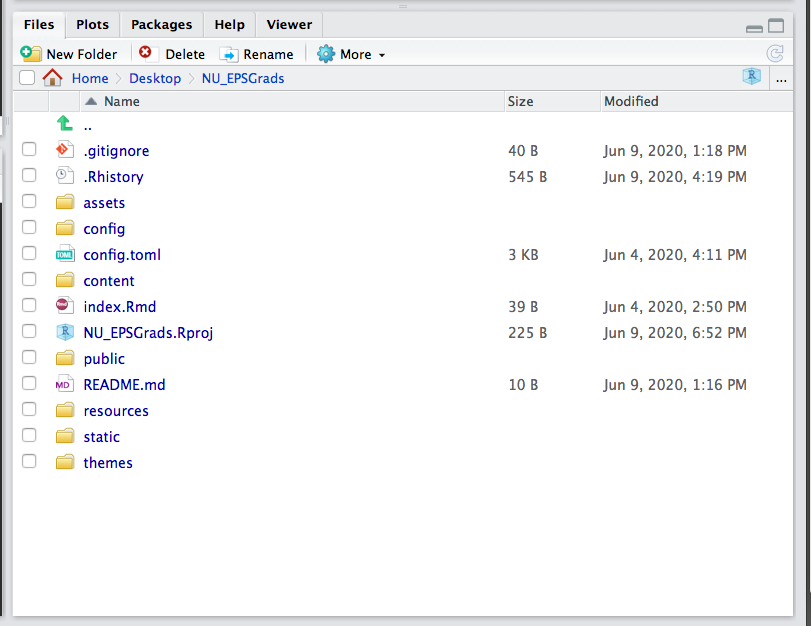 Files Plots Packages Help Viewer
New Folder Delete Rename More
Home Desktop NU_EPSGrads R ...
Name Size Modified
..
.gitignore 40 B Jun 9, 2020, 1:18 PM
.Rhistory 545 B Jun 9, 2020, 4:19 PM
assets
config
TOML config.toml 3 KB Jun 4, 2020, 4:11 PM
content
Rmd index.Rmd 39 B Jun 4, 2020, 2:50 PM
R NU_EPSGrads.Rproj 225 B Jun 9, 2020, 6:52 PM
public
MD README.md 10 B Jun 9, 2020, 1:16 PM
resources
static
themes